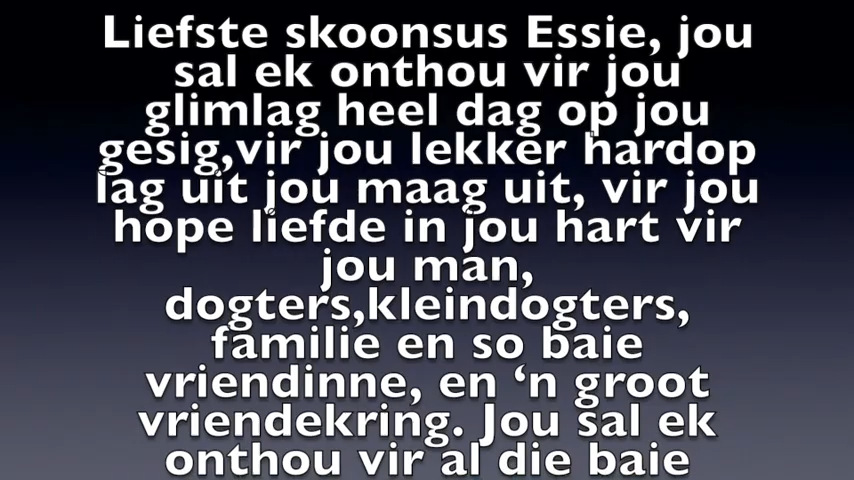 Liefste skoonsus Essie, jou
sal ek onthou vir jou
glimlag heel dag op jou
gesig,vir jou lekker hardop
lag uit jou maag uit, vir jou
hope liefde in jou hart vir
jou man,
dogters,kleindogters,
familie en so baie
vriendinne, en ‘n groot
vriendekring. Jou sal ek
onthou vir al die baie